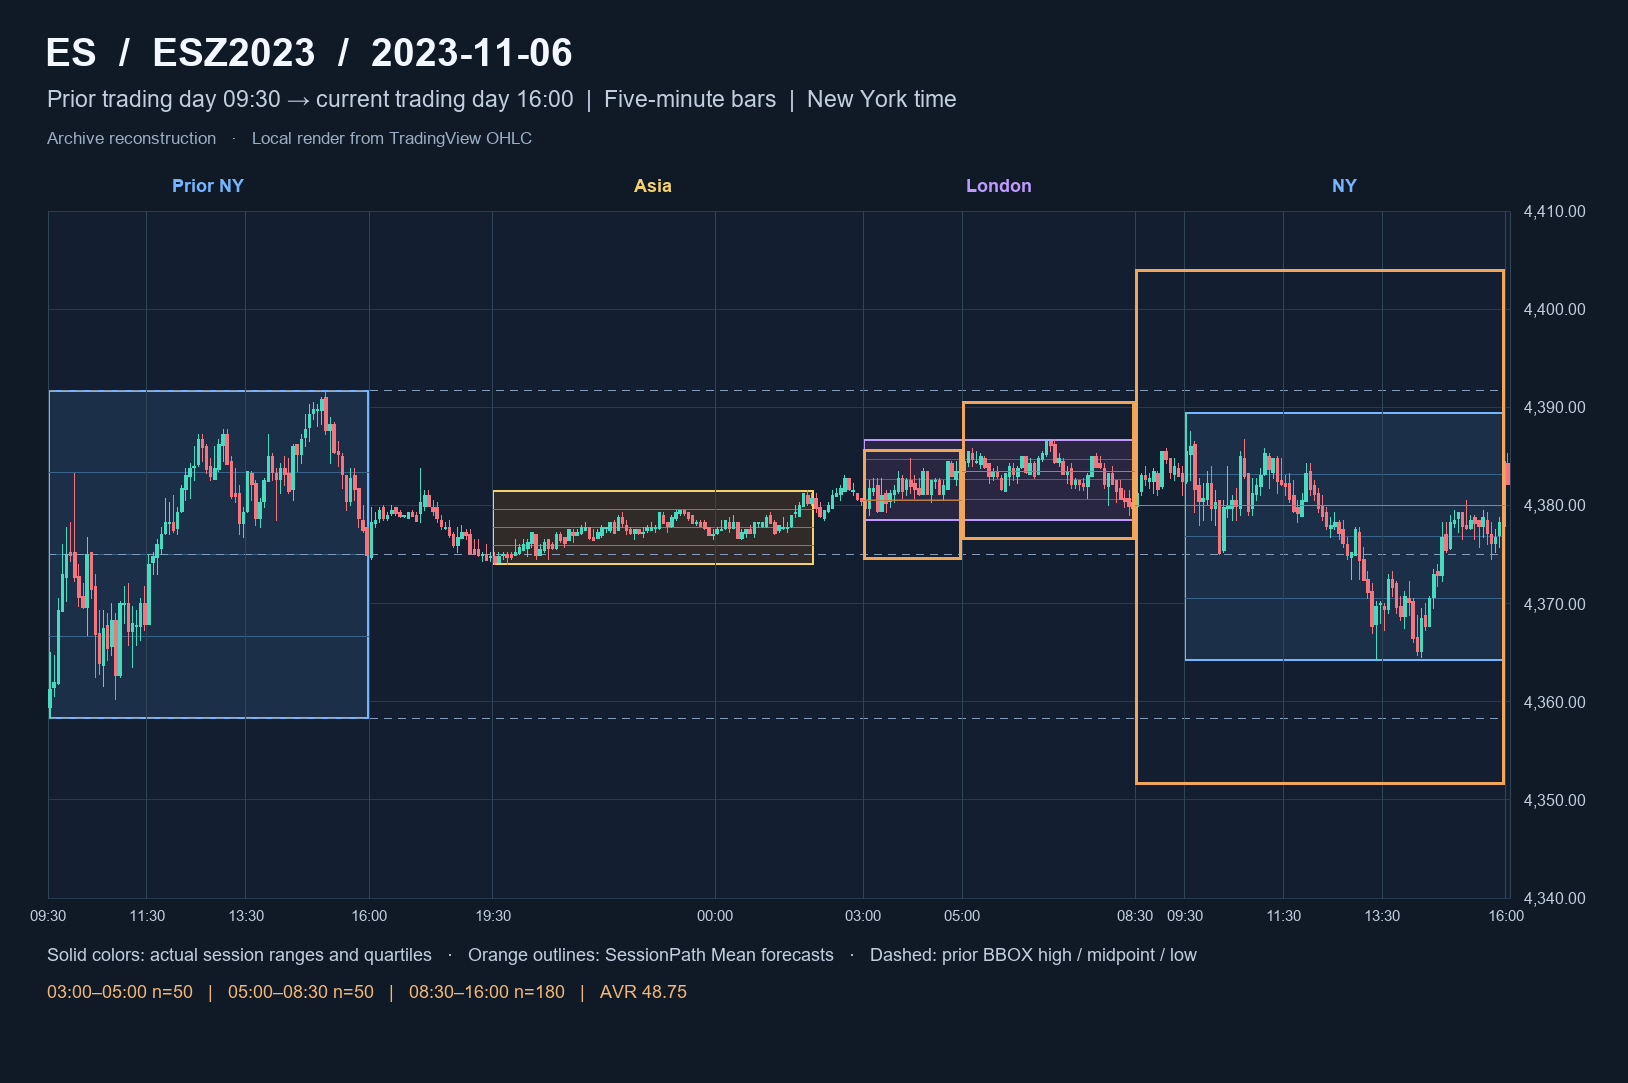 ES / ESZ2023 / 2023-11-06
Prior trading day 09:30 → current trading day 16:00 | Five-minute bars | New York time
Archive reconstruction · Local render from TradingView OHLC
Prior NY Asia London NY
4,410.00
4,400.00
4,390.00
4,380.00
4,370.00
4,360.00
4,350.00
4,340.00
09:30 11:30 13:30 16:00 19:30 00:00 03:00 05:00 08:30 09:30 11:30 13:30 16:00
Solid colors: actual session ranges and quartiles · Orange outlines: SessionPath Mean forecasts · Dashed: prior BBOX high / midpoint / low
03:00–05:00 n=50 | 05:00–08:30 n=50 | 08:30–16:00 n=180 | AVR 48.75